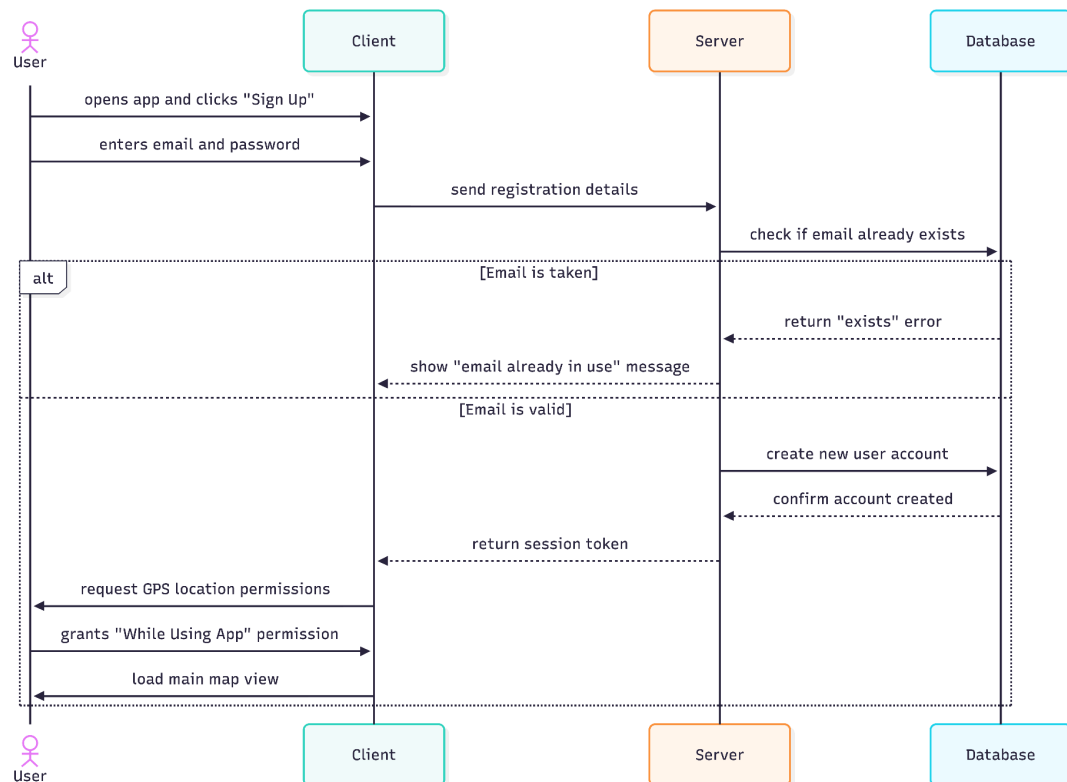 User
Client
Server
Database
opens app and clicks "Sign Up"
enters email and password
send registration details
check if email already exists
alt
[Email is taken]
return "exists" error
show "email already in use" message
[Email is valid]
create new user account
confirm account created
return session token
request GPS location permissions
grants "While Using App" permission
load main map view
User
Client
Server
Database